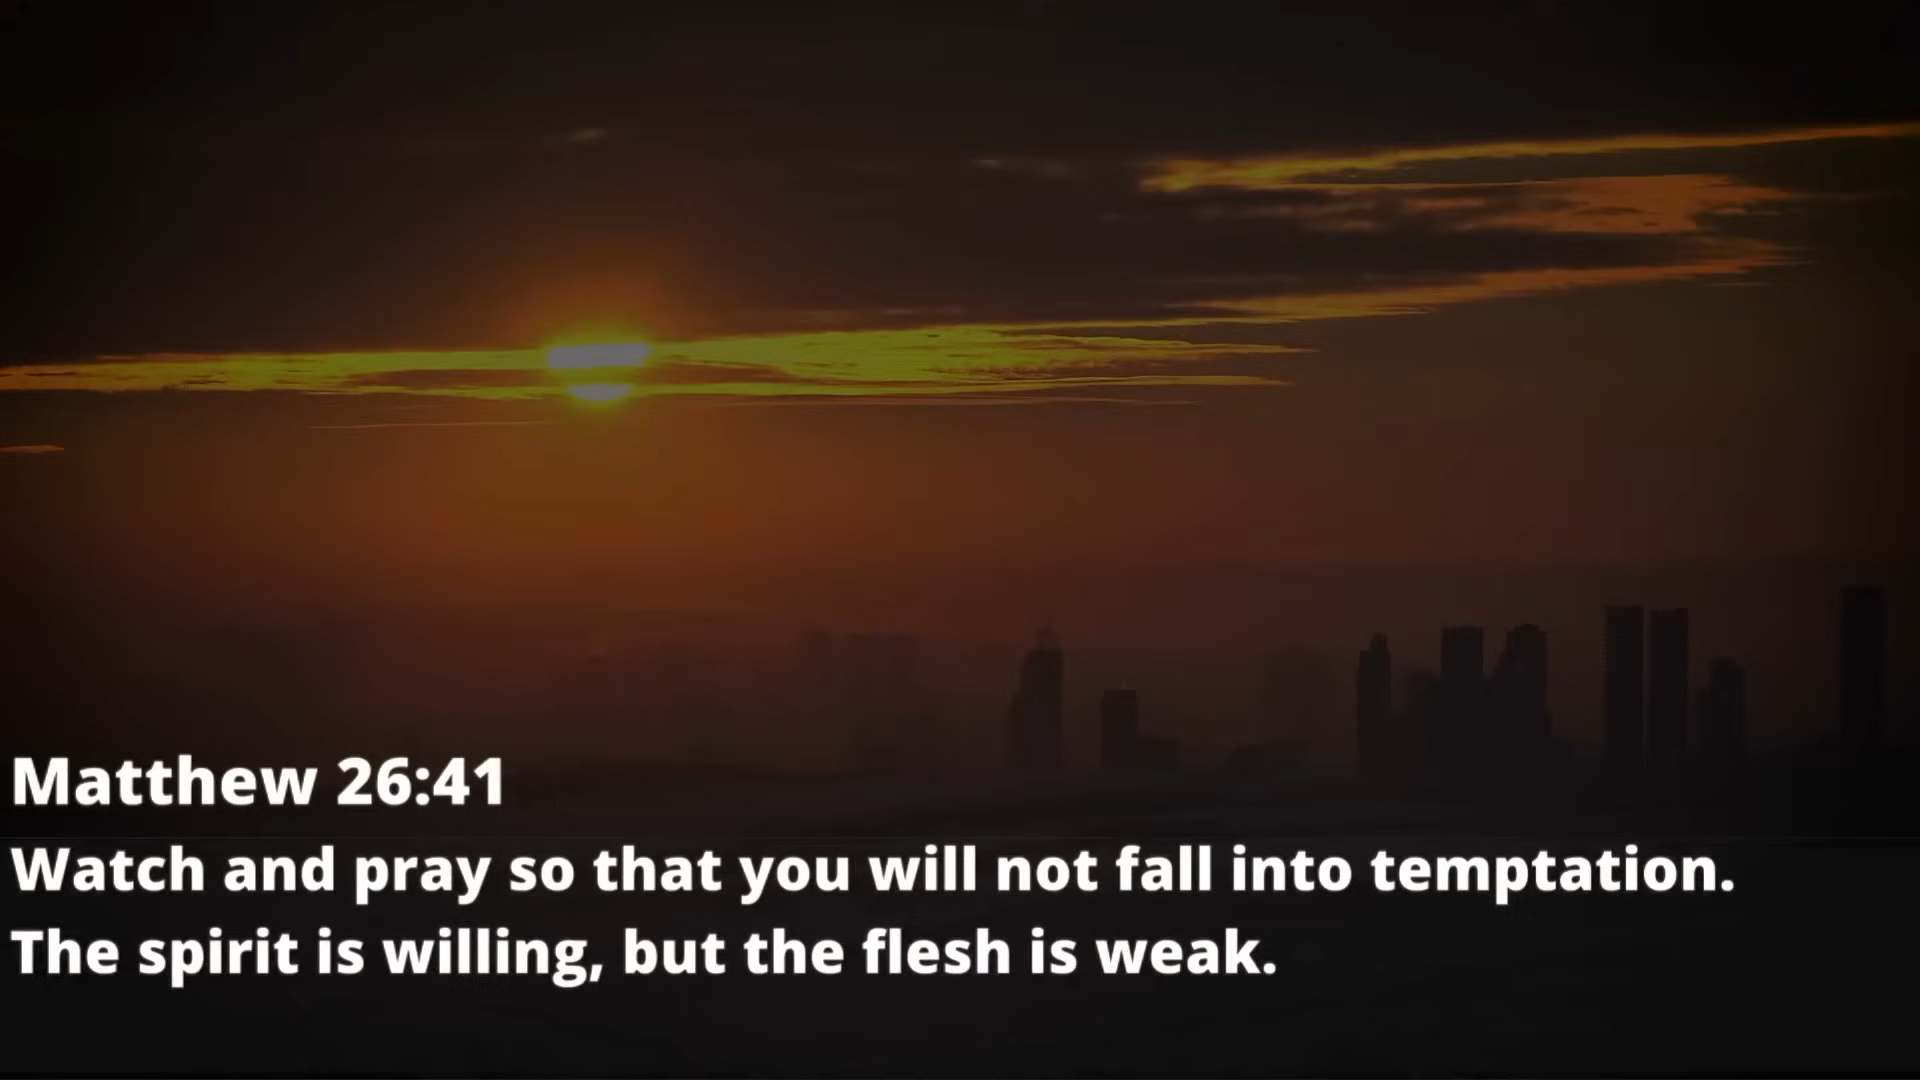 Matthew 26:41
Watch and pray so that you will not fall into temptation.
The spirit is willing, but the flesh is weak.